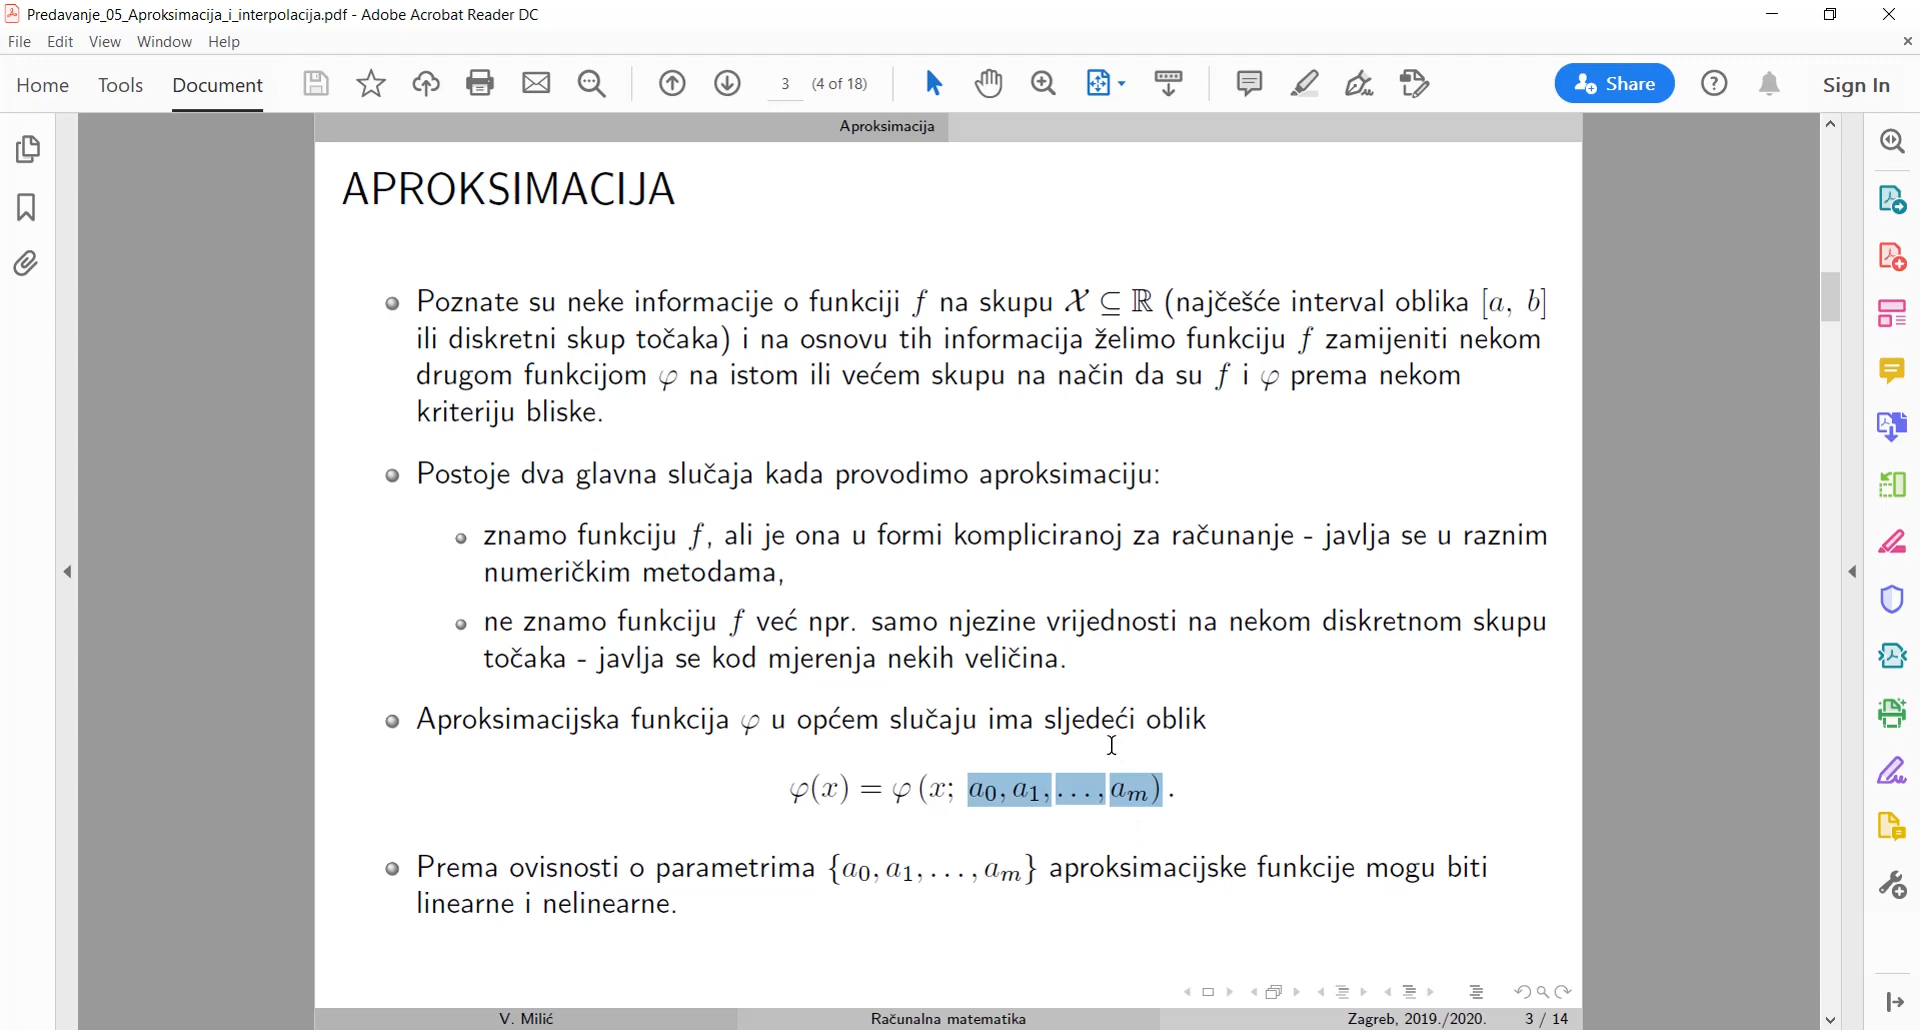 Predavanje_05_Aproksimacija_i_interpolacija.pdf - Adobe Acrobat Reader DC
File Edit View Window Help
Home Tools Document 3 (4 of 18) Share Sign In
Aproksimacija
APROKSIMACIJA
Poznate su neke informacije o funkciji f na skupu 𝒳 ⊆ ℝ (najčešće interval oblika [a, b]
ili diskretni skup točaka) i na osnovu tih informacija želimo funkciju f zamijeniti nekom
drugom funkcijom φ na istom ili većem skupu na način da su f i φ prema nekom
kriteriju bliske.
Postoje dva glavna slučaja kada provodimo aproksimaciju:
znamo funkciju f, ali je ona u formi kompliciranoj za računanje - javlja se u raznim
numeričkim metodama,
ne znamo funkciju f već npr. samo njezine vrijednosti na nekom diskretnom skupu
točaka - javlja se kod mjerenja nekih veličina.
Aproksimacijska funkcija φ u općem slučaju ima sljedeći oblik
φ(x) = φ (x; a₀, a₁, . . . , aₘ) .
Prema ovisnosti o parametrima {a₀, a₁, . . . , aₘ} aproksimacijske funkcije mogu biti
linearne i nelinearne.
V. Milić Računalna matematika Zagreb, 2019./2020. 3 / 14